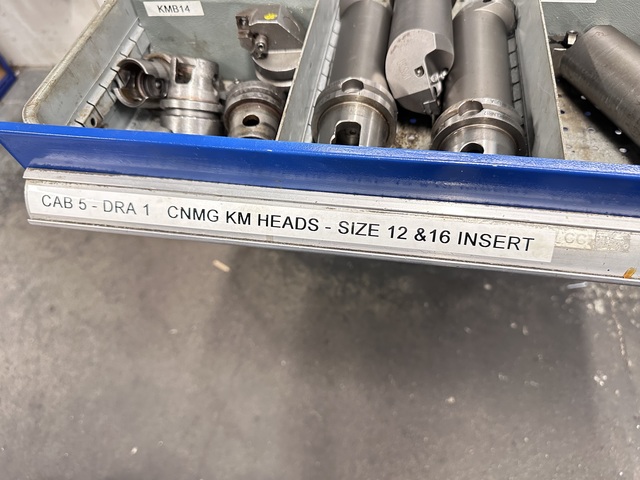 KMB14
CAB 5 - DRA 1 CNMG KM HEADS - SIZE 12 &16 INSERT